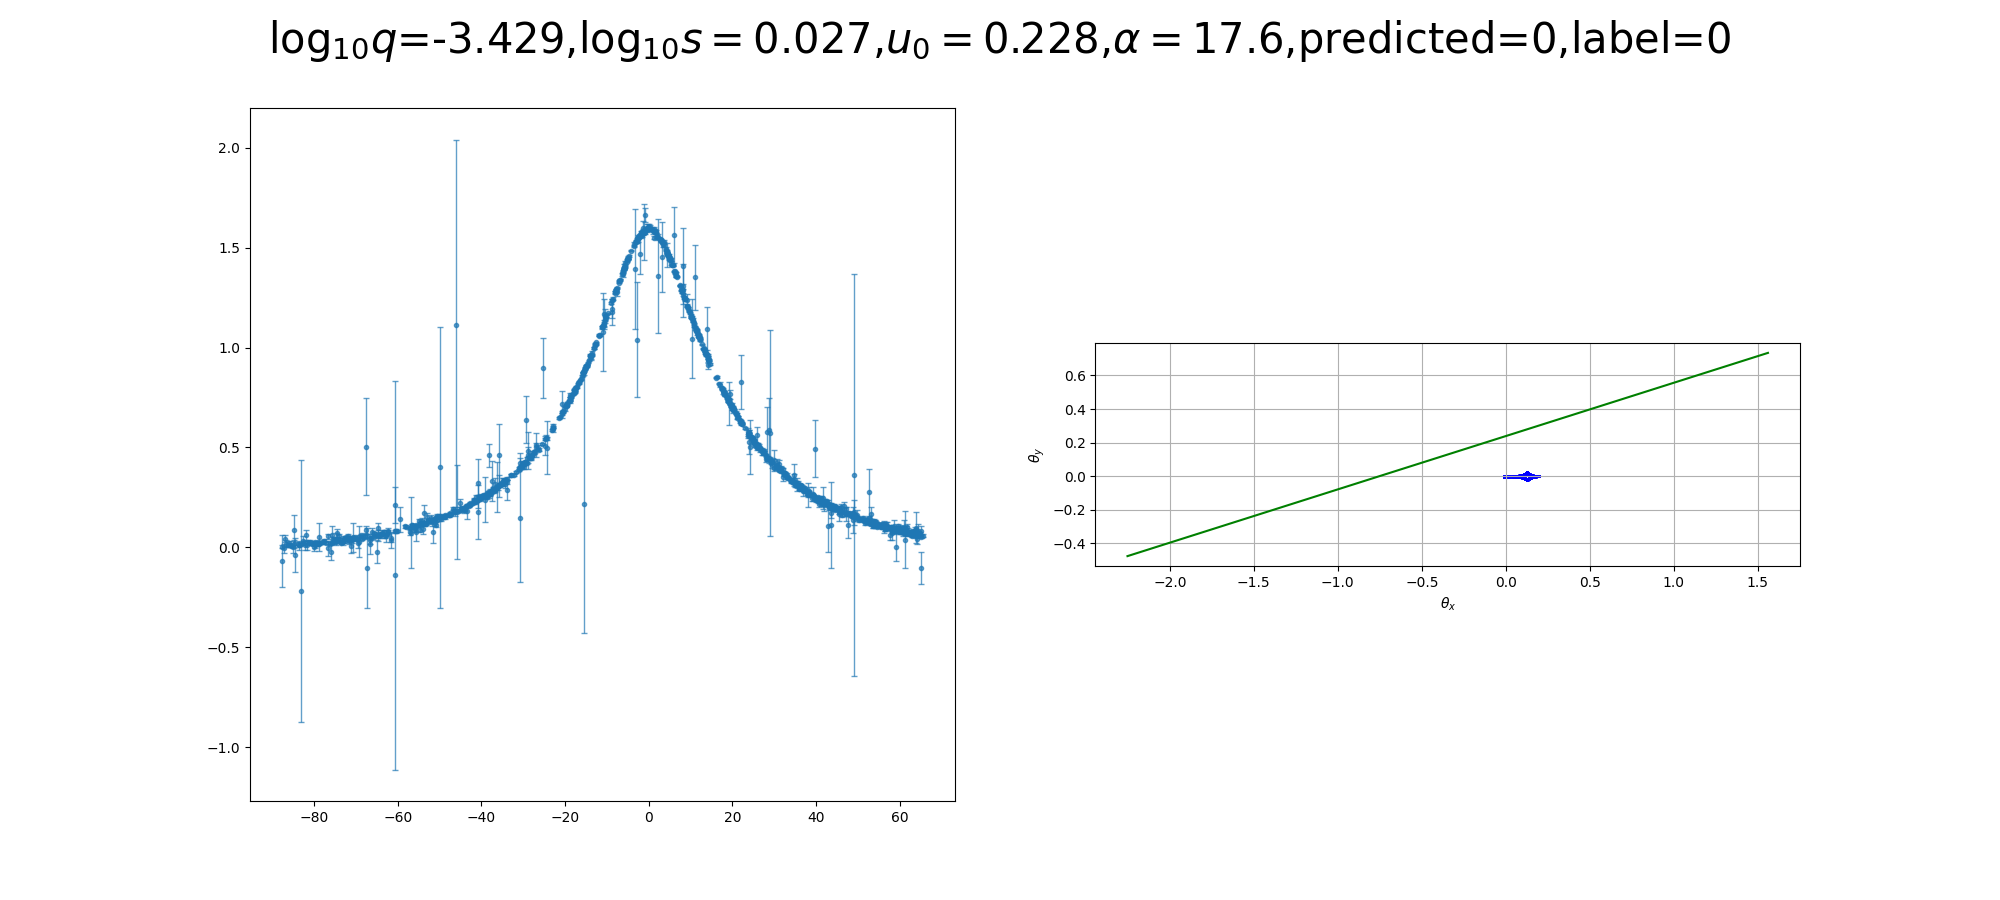 log₁₀q=-3.429,log₁₀s = 0.027,u₀ = 0.228,α = 17.6,predicted=0,label=0
2.0
1.5
1.0
0.5
0.0
−0.5
−1.0
−80 −60 −40 −20 0 20 40 60
θy
0.6
0.4
0.2
0.0
−0.2
−0.4
−2.0 −1.5 −1.0 −0.5 0.0 0.5 1.0 1.5
θx